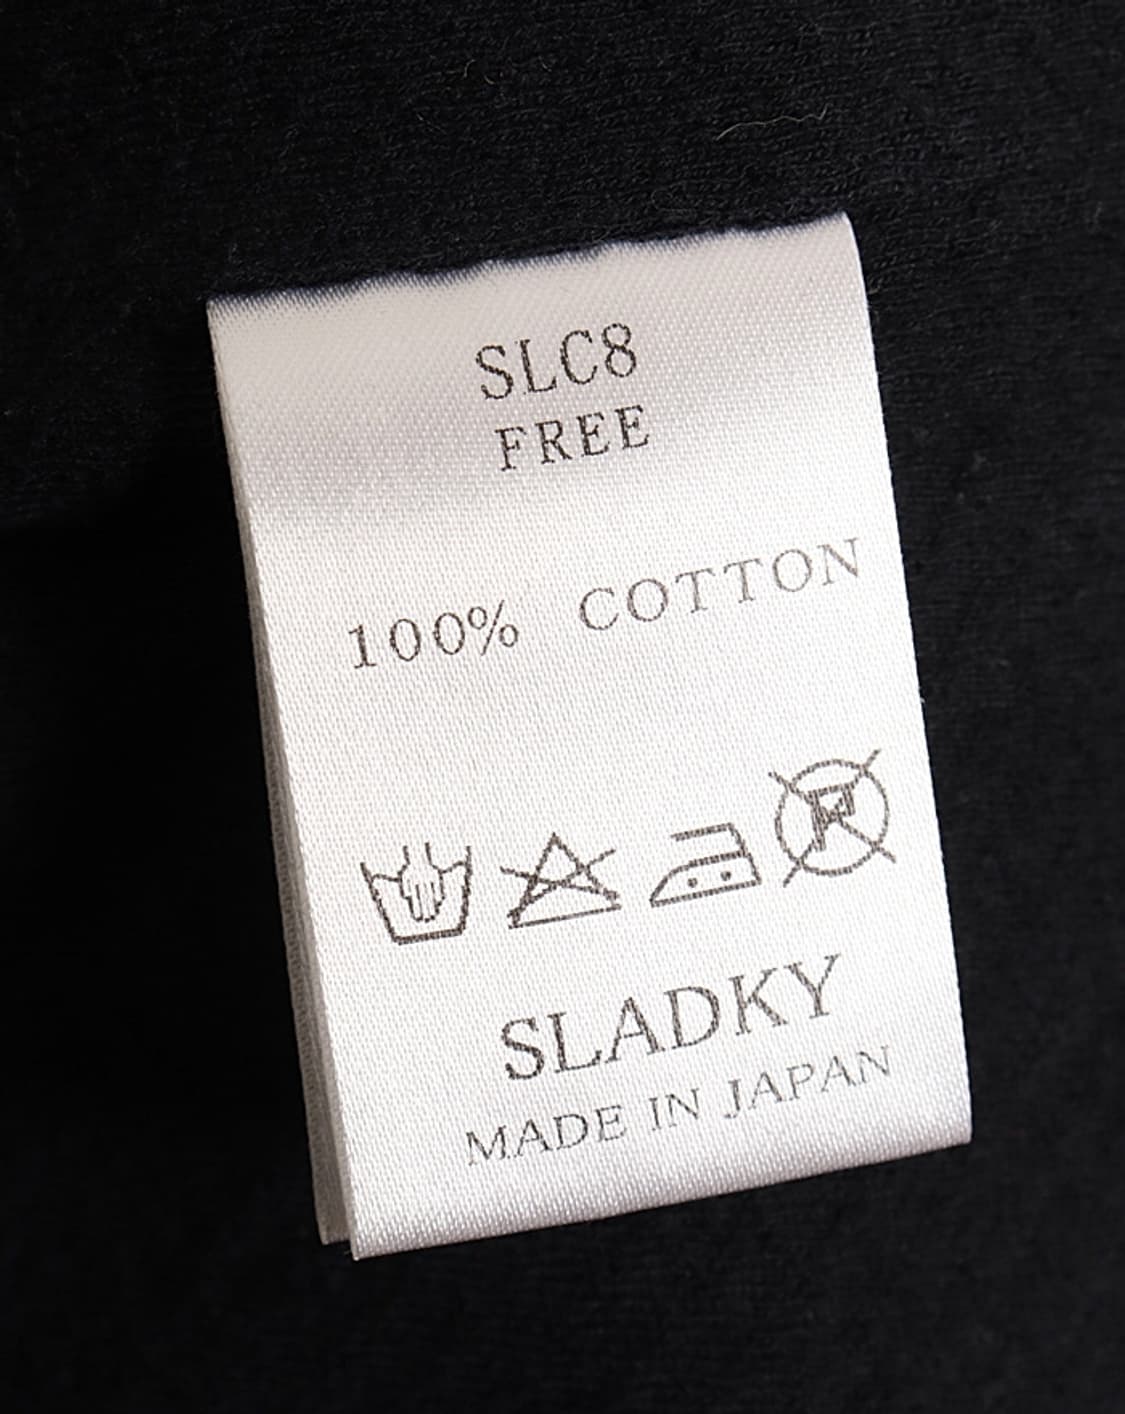 SLC8
FREE
100% COTTON
SLADKY
MADE IN JAPAN